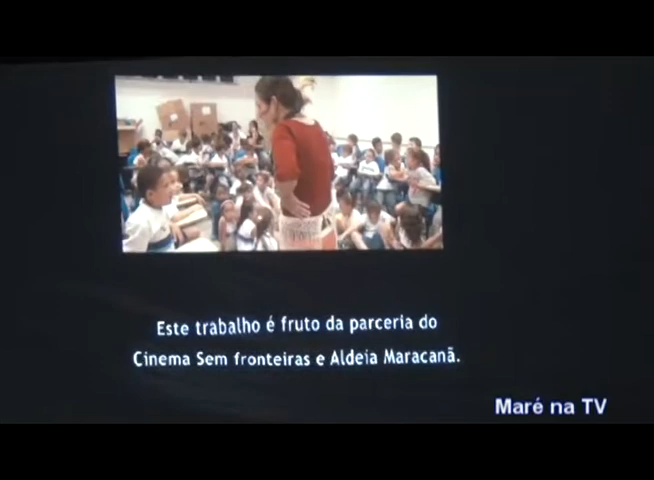 Este trabalho é fruto da parceria do
Cinema Sem fronteiras e Aldeia Maracanã.
Maré na TV